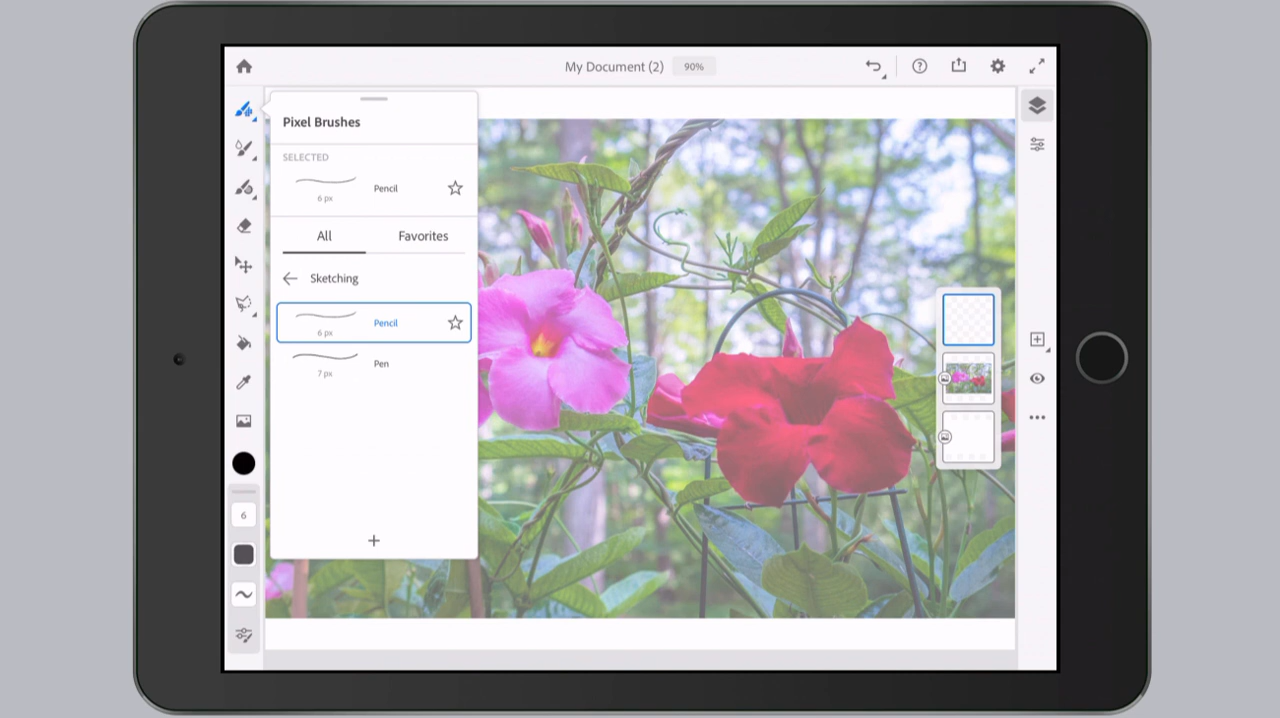 My Document (2) 90%
Pixel Brushes
SELECTED
6 px
Pencil
All
Favorites
Sketching
6 px
Pencil
7 px
Pen
6